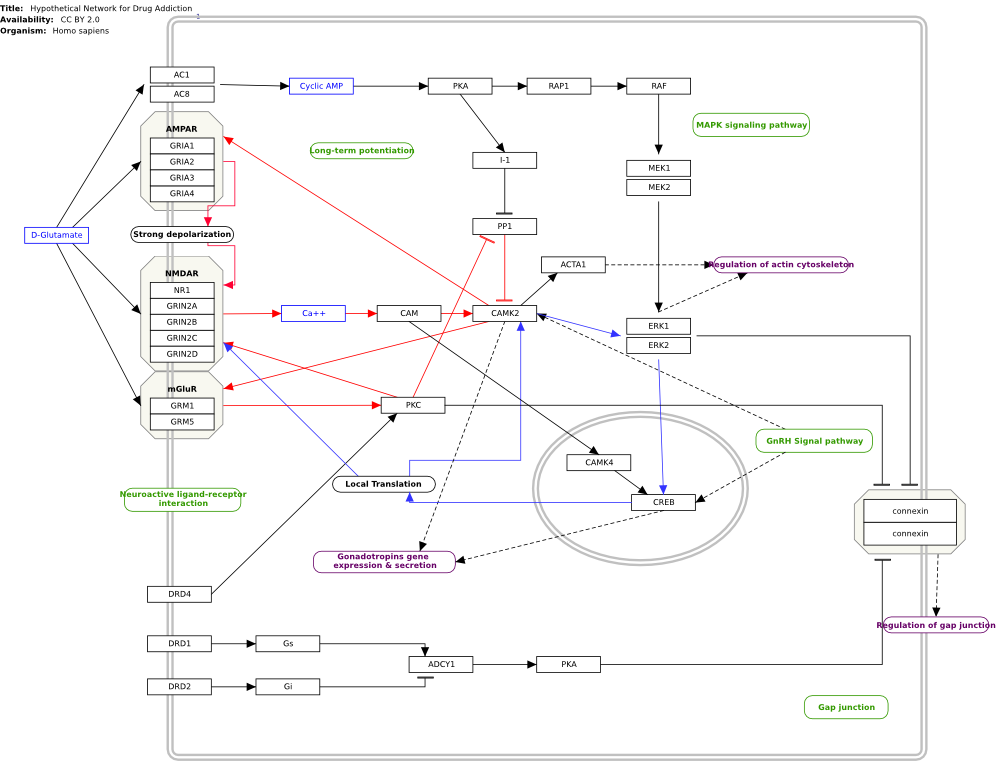 Title: Hypothetical Network for Drug Addiction
Availability: CC BY 2.0
Organism: Homo sapiens
AC1
AC8
Cyclic AMP
PKA
RAP1
RAF
AMPAR
GRIA1
GRIA2
GRIA3
GRIA4
Long-term potentiation
MAPK signaling pathway
I-1
MEK1
MEK2
D-Glutamate
Strong depolarization
PP1
ACTA1
Regulation of actin cytoskeleton
NMDAR
NR1
GRIN2A
GRIN2B
GRIN2C
GRIN2D
Ca++
CAM
CAMK2
ERK1
ERK2
mGluR
GRM1
GRM5
PKC
GnRH Signal pathway
CAMK4
Local Translation
CREB
Neuroactive ligand-receptor
interaction
connexin
connexin
Gonadotropins gene
expression & secretion
DRD4
Regulation of gap junction
DRD1
Gs
ADCY1
PKA
DRD2
Gi
Gap junction